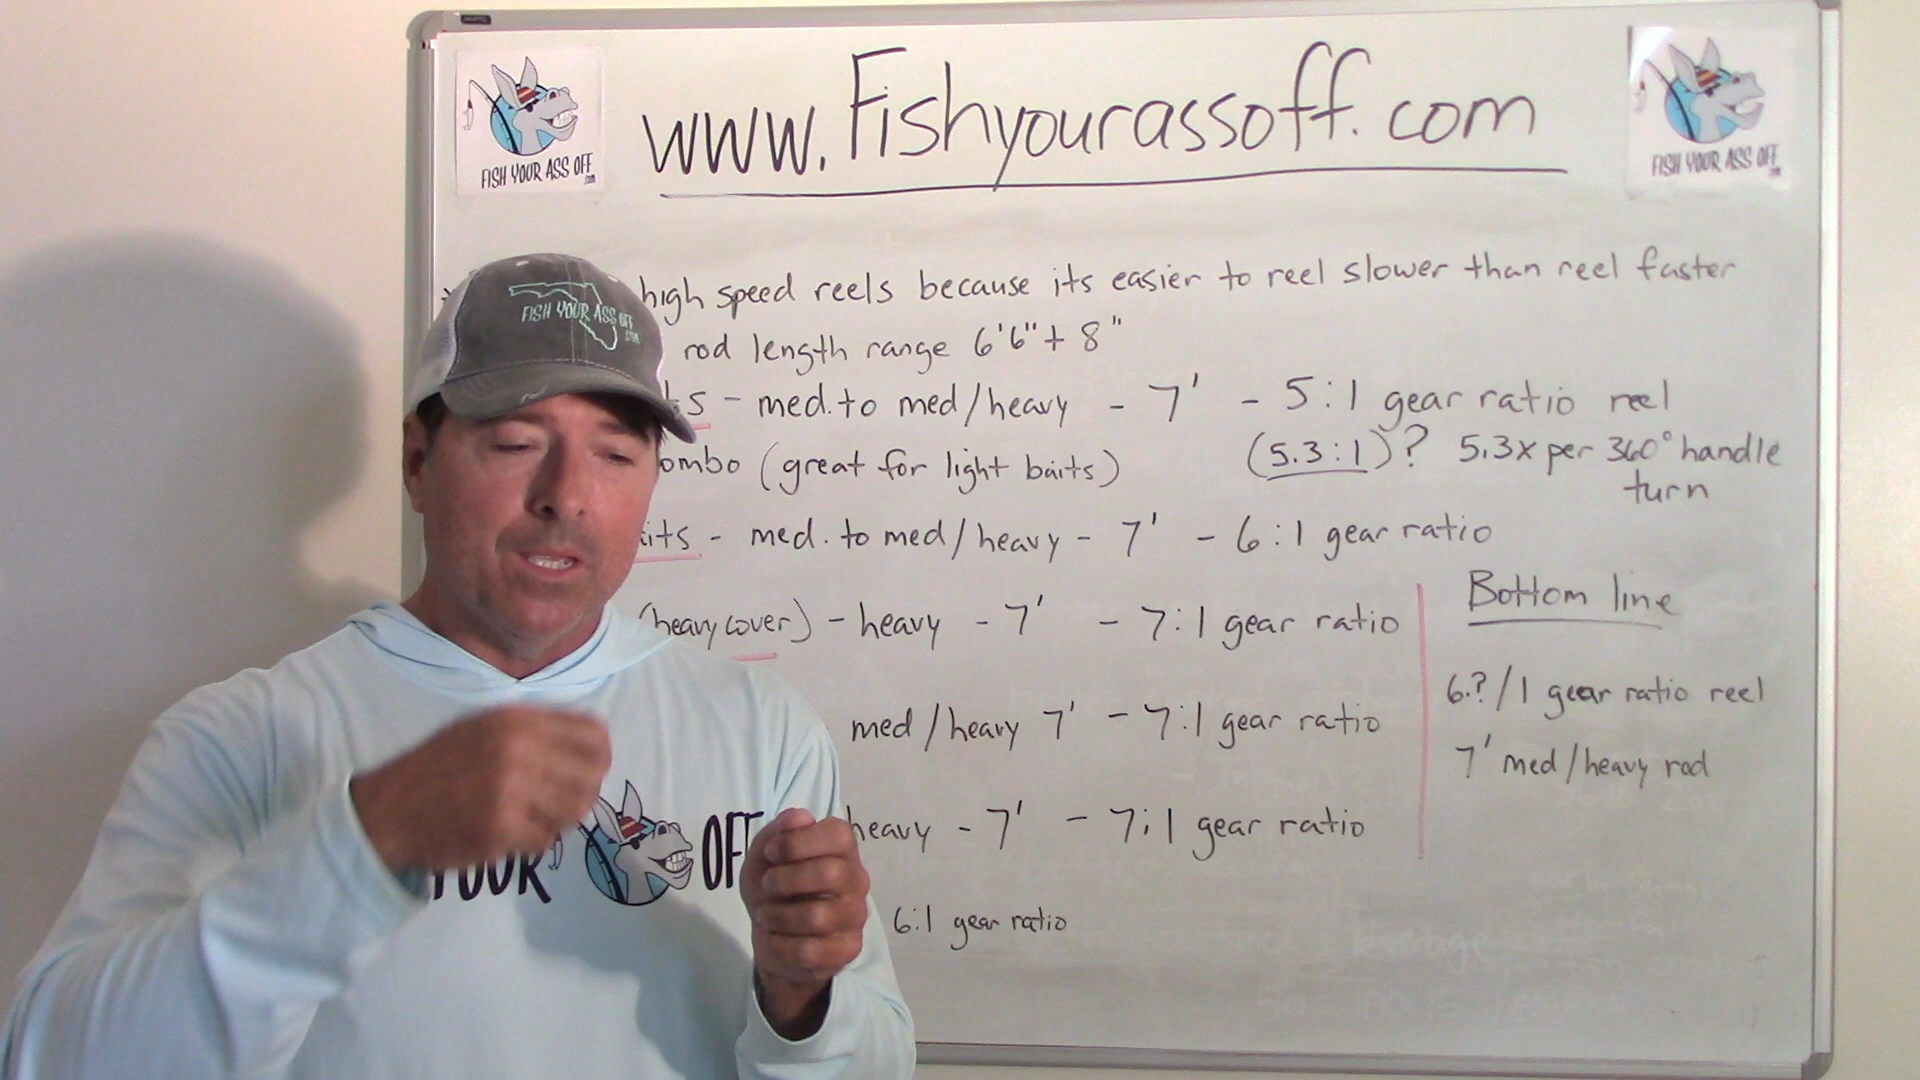 www.Fishyourassoff.com
FISH YOUR ASS OFF
.com
FISH YOUR ASS OFF
high speed reels because its easier to reel slower than reel faster
rod length range 6'6" + 8"
ts - med. to med/heavy - 7' - 5:1 gear ratio reel
ombo (great for light baits) (5.3:1)? 5.3x per 360° handle
turn
its - med. to med/heavy - 7' - 6:1 gear ratio
(heavy cover) - heavy - 7' - 7:1 gear ratio
med/heavy 7' - 7:1 gear ratio
heavy - 7' - 7:1 gear ratio
6:1 gear ratio
Bottom line
6.?/1 gear ratio reel
7' med/heavy rod
FISH YOUR ASS OFF
.COM
YOUR OFF